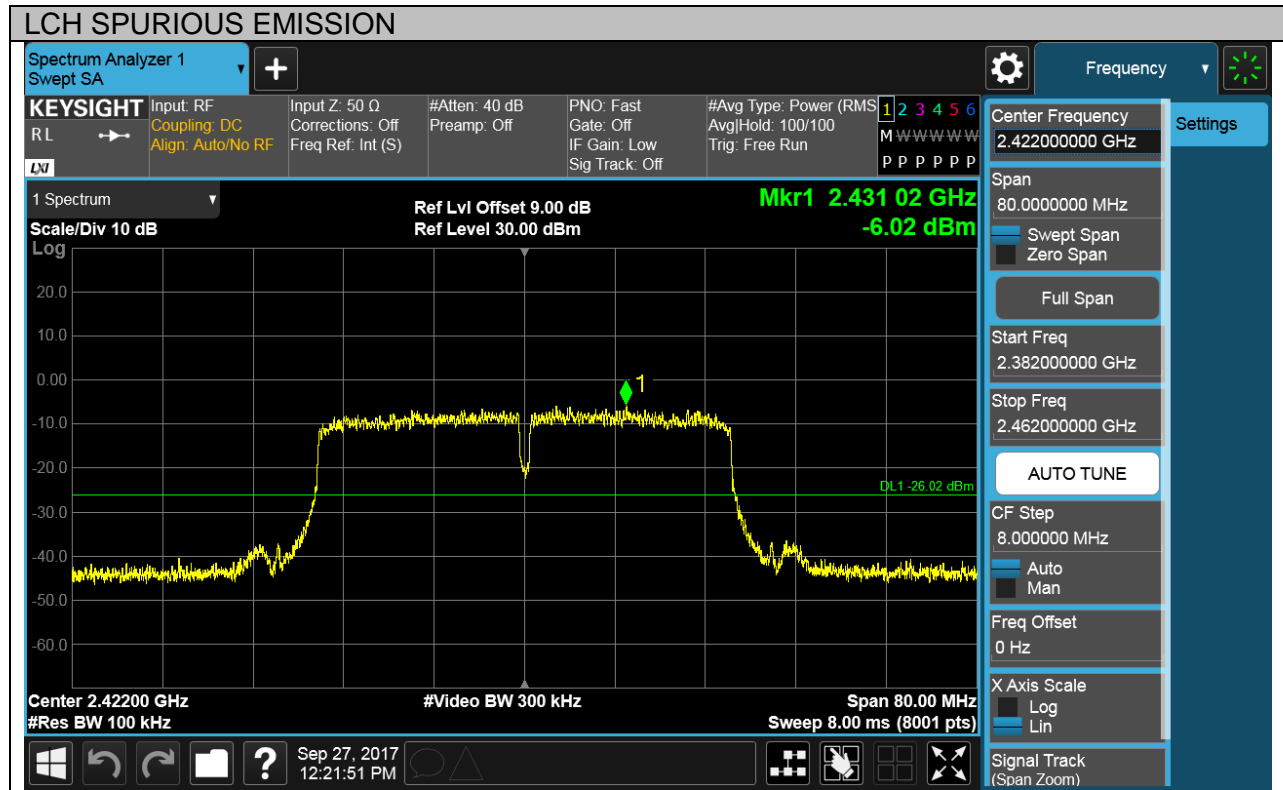 LCH SPURIOUS EMISSION
Spectrum Analyzer 1
Swept SA
+
Frequency
KEYSIGHT
RL
LXI
Input: RF
Coupling: DC
Align: Auto/No RF
Input Z: 50 Ω
Corrections: Off
Freq Ref: Int (S)
#Atten: 40 dB
Preamp: Off
PNO: Fast
Gate: Off
IF Gain: Low
Sig Track: Off
#Avg Type: Power (RMS
Avg|Hold: 100/100
Trig: Free Run
1 2 3 4 5 6
M W W W W W
P P P P P P
1 Spectrum
Scale/Div 10 dB
Ref Lvl Offset 9.00 dB
Ref Level 30.00 dBm
Mkr1 2.431 02 GHz
-6.02 dBm
Log
20.0
10.0
0.00
-10.0
-20.0
-30.0
-40.0
-50.0
-60.0
1
DL1 -26.02 dBm
Center 2.42200 GHz
#Res BW 100 kHz
#Video BW 300 kHz
Span 80.00 MHz
Sweep 8.00 ms (8001 pts)
Center Frequency
2.422000000 GHz
Settings
Span
80.0000000 MHz
Swept Span
Zero Span
Full Span
Start Freq
2.382000000 GHz
Stop Freq
2.462000000 GHz
AUTO TUNE
CF Step
8.000000 MHz
Auto
Man
Freq Offset
0 Hz
X Axis Scale
Log
Lin
Signal Track
(Span Zoom)
?
Sep 27, 2017
12:21:51 PM